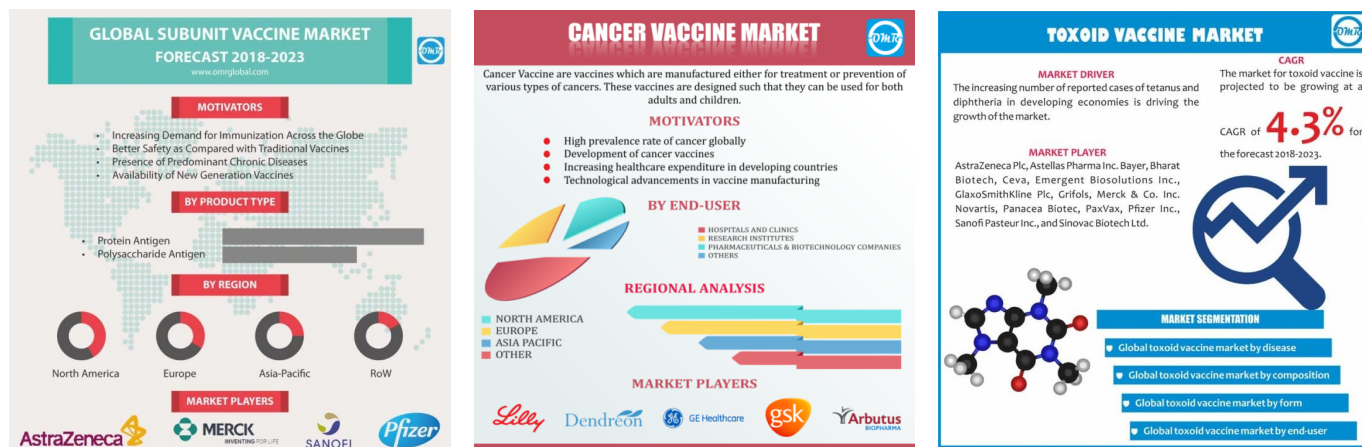 GLOBAL SUBUNIT VACCINE MARKET
FORECAST 2018-2023
www.omrglobal.com
OMR
MOTIVATORS
• Increasing Demand for Immunization Across the Globe
• Better Safety as Compared with Traditional Vaccines
• Presence of Predominant Chronic Diseases
• Availability of New Generation Vaccines
BY PRODUCT TYPE
• Protein Antigen
• Polysaccharide Antigen
BY REGION
North America
Europe
Asia-Pacific
RoW
MARKET PLAYERS
AstraZeneca
MERCK
INVENTING FOR LIFE
SANOFI
Pfizer
CANCER VACCINE MARKET
OMR
Cancer Vaccine are vaccines which are manufactured either for treatment or prevention of
various types of cancers. These vaccines are designed such that they can be used for both
adults and children.
MOTIVATORS
High prevalence rate of cancer globally
Development of cancer vaccines
Increasing healthcare expenditure in developing countries
Technological advancements in vaccine manufacturing
BY END-USER
HOSPITALS AND CLINICS
RESEARCH INSTITUTES
PHARMACEUTICALS & BIOTECHNOLOGY COMPANIES
OTHERS
REGIONAL ANALYSIS
NORTH AMERICA
EUROPE
ASIA PACIFIC
OTHER
MARKET PLAYERS
Lilly
Dendreon
GE Healthcare
gsk
Arbutus
BIOPHARMA
TOXOID VACCINE MARKET
OMR
MARKET DRIVER
The increasing number of reported cases of tetanus and
diphtheria in developing economies is driving the
growth of the market.
CAGR
The market for toxoid vaccine is
projected to be growing at a
CAGR of 4.3% for
the forecast 2018-2023.
MARKET PLAYER
AstraZeneca Plc, Astellas Pharma Inc. Bayer, Bharat
Biotech, Ceva, Emergent Biosolutions Inc.,
GlaxoSmithKline Plc, Grifols, Merck & Co. Inc.
Novartis, Panacea Biotec, PaxVax, Pfizer Inc.,
Sanofi Pasteur Inc., and Sinovac Biotech Ltd.
MARKET SEGMENTATION
Global toxoid vaccine market by disease
Global toxoid vaccine market by composition
Global toxoid vaccine market by form
Global toxoid vaccine market by end-user